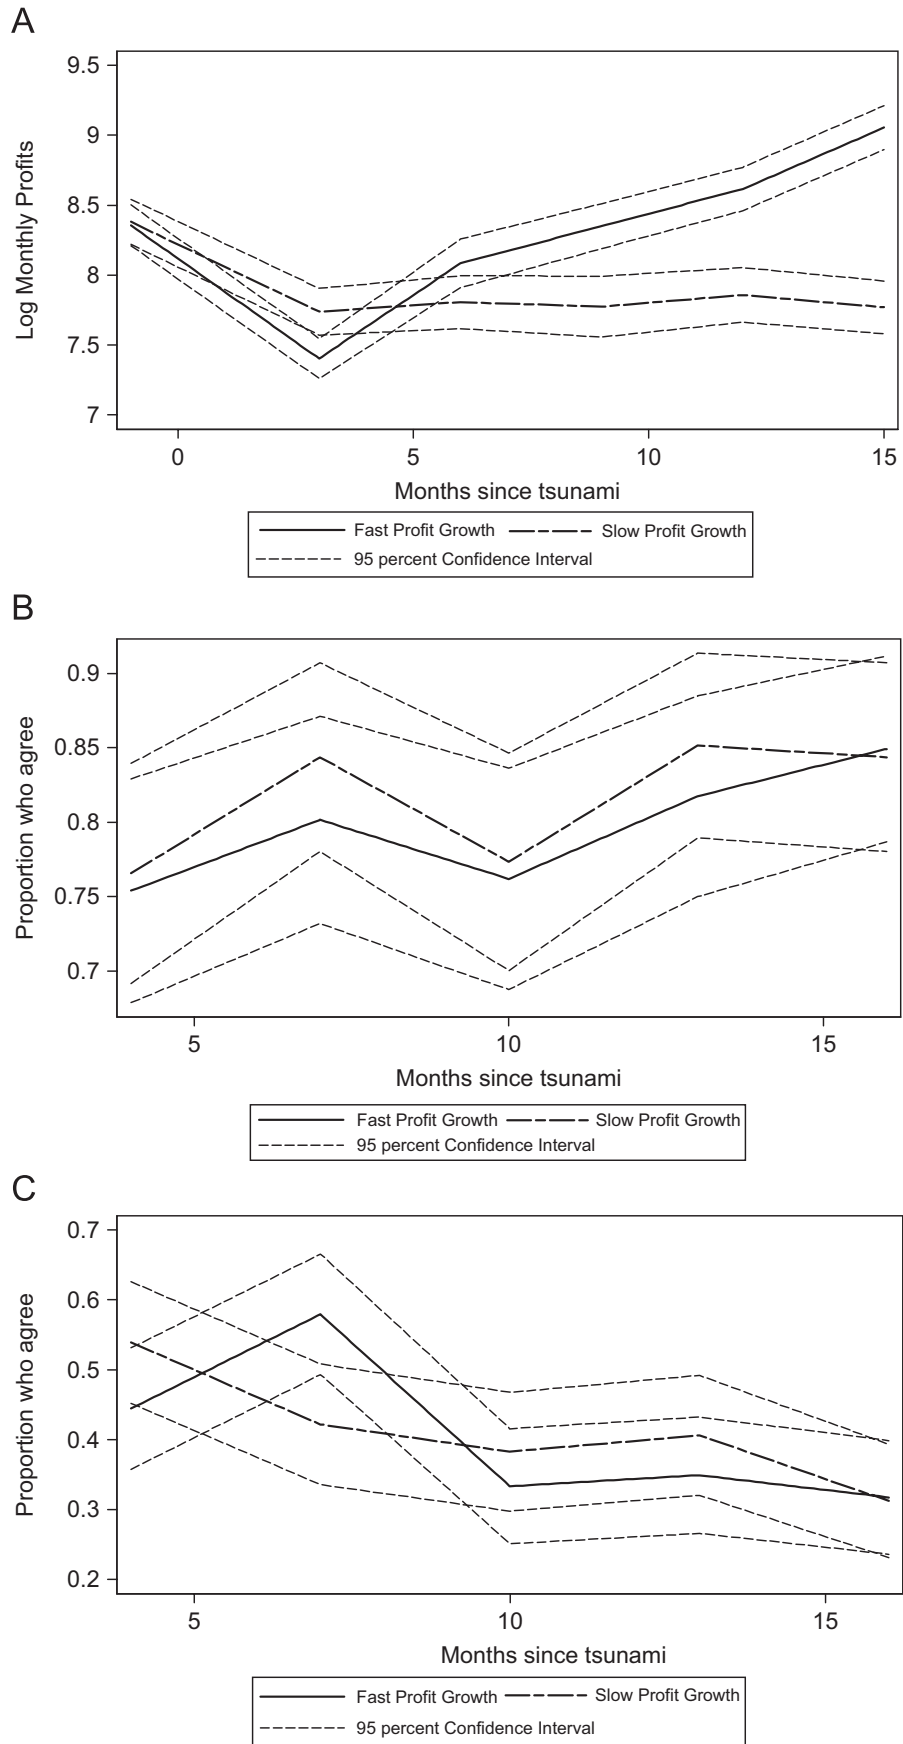 A
9.5
9
8.5
8
7.5
7
Log Monthly Profits
0 5 10 15
Months since tsunami
Fast Profit Growth Slow Profit Growth
95 percent Confidence Interval
B
0.9
0.85
0.8
0.75
0.7
Proportion who agree
5 10 15
Months since tsunami
Fast Profit Growth Slow Profit Growth
95 percent Confidence Interval
C
0.7
0.6
0.5
0.4
0.3
0.2
Proportion who agree
5 10 15
Months since tsunami
Fast Profit Growth Slow Profit Growth
95 percent Confidence Interval